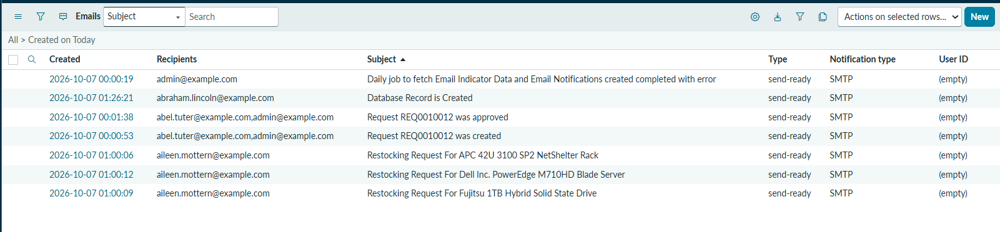 Emails Subject Search Actions on selected rows... New
All > Created on Today
Created Recipients Subject Type Notification type User ID
2026-10-07 00:00:19 admin@example.com Daily job to fetch Email Indicator Data and Email Notifications created completed with error send-ready SMTP (empty)
2026-10-07 01:26:21 abraham.lincoln@example.com Database Record is Created send-ready SMTP (empty)
2026-10-07 00:01:38 abel.tuter@example.com,admin@example.com Request REQ0010012 was approved send-ready SMTP (empty)
2026-10-07 00:00:53 abel.tuter@example.com,admin@example.com Request REQ0010012 was created send-ready SMTP (empty)
2026-10-07 01:00:06 aileen.mottern@example.com Restocking Request For APC 42U 3100 SP2 NetShelter Rack send-ready SMTP (empty)
2026-10-07 01:00:12 aileen.mottern@example.com Restocking Request For Dell Inc. PowerEdge M710HD Blade Server send-ready SMTP (empty)
2026-10-07 01:00:09 aileen.mottern@example.com Restocking Request For Fujitsu 1TB Hybrid Solid State Drive send-ready SMTP (empty)